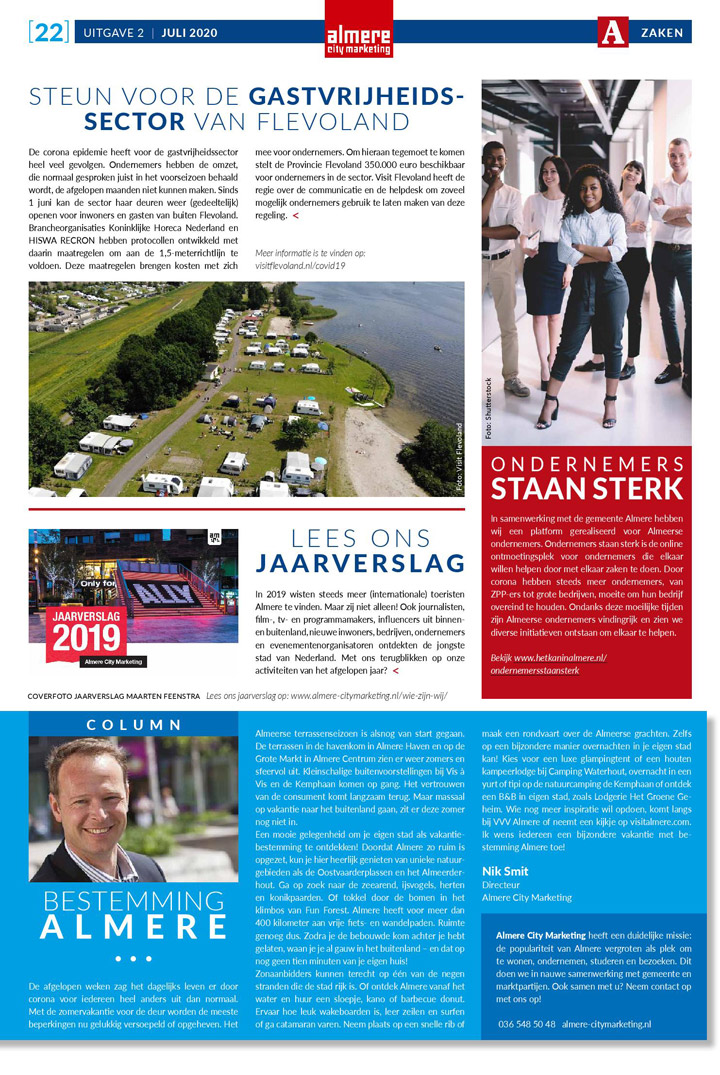 [22] UITGAVE 2 | JULI 2020
almere
city marketing
A ZAKEN
STEUN VOOR DE GASTVRIJHEIDS-
SECTOR VAN FLEVOLAND
De corona epidemie heeft voor de gastvrijheidssector
heel veel gevolgen. Ondernemers hebben de omzet,
die normaal gesproken juist in het voorseizoen behaald
wordt, de afgelopen maanden niet kunnen maken. Sinds
1 juni kan de sector haar deuren weer (gedeeltelijk)
openen voor inwoners en gasten van buiten Flevoland.
Brancheorganisaties Koninklijke Horeca Nederland en
HISWA RECRON hebben protocollen ontwikkeld met
daarin maatregelen om aan de 1,5-meterrichtlijn te
voldoen. Deze maatregelen brengen kosten met zich
mee voor ondernemers. Om hieraan tegemoet te komen
stelt de Provincie Flevoland 350.000 euro beschikbaar
voor ondernemers in de sector. Visit Flevoland heeft de
regie over de communicatie en de helpdesk om zoveel
mogelijk ondernemers gebruik te laten maken van deze
regeling. <
Meer informatie is te vinden op:
visitflevoland.nl/covid19
Foto: Visit Flevoland
Foto: Shutterstock
ONDERNEMERS
STAAN STERK
In samenwerking met de gemeente Almere hebben
wij een platform gerealiseerd voor Almeerse
ondernemers. Ondernemers staan sterk is de online
ontmoetingsplek voor ondernemers die elkaar
willen helpen door met elkaar zaken te doen. Door
corona hebben steeds meer ondernemers, van
ZPP-ers tot grote bedrijven, moeite om hun bedrijf
overeind te houden. Ondanks deze moeilijke tijden
zijn Almeerse ondernemers vindingrijk en zien we
diverse initiatieven ontstaan om elkaar te helpen.
Bekijk www.hetkaninalmere.nl/
ondernemersstaansterk
am
Only for
ALLY
JAARVERSLAG
2019
Almere City Marketing
LEES ONS
JAARVERSLAG
In 2019 wisten steeds meer (internationale) toeristen
Almere te vinden. Maar zij niet alleen! Ook journalisten,
film-, tv- en programmamakers, influencers uit binnen-
en buitenland, nieuwe inwoners, bedrijven, ondernemers
en evenementenorganisatoren ontdekten de jongste
stad van Nederland. Met ons terugblikken op onze
activiteiten van het afgelopen jaar? <
COVERFOTO JAARVERSLAG MAARTEN FEENSTRA Lees ons jaarverslag op: www.almere-citymarketing.nl/wie-zijn-wij/
COLUMN
BESTEMMING
ALMERE
• • •
De afgelopen weken zag het dagelijks leven er door
corona voor iedereen heel anders uit dan normaal.
Met de zomervakantie voor de deur worden de meeste
beperkingen nu gelukkig versoepeld of opgeheven. Het
Almeerse terrassenseizoen is alsnog van start gegaan.
De terrassen in de havenkom in Almere Haven en op de
Grote Markt in Almere Centrum zien er weer zomers en
sfeervol uit. Kleinschalige buitenvoorstellingen bij Vis à
Vis en de Kemphaan komen op gang. Het vertrouwen
van de consument komt langzaam terug. Maar massaal
op vakantie naar het buitenland gaan, zit er deze zomer
nog niet in.
Een mooie gelegenheid om je eigen stad als vakantie-
bestemming te ontdekken! Doordat Almere zo ruim is
opgezet, kun je hier heerlijk genieten van unieke natuur-
gebieden als de Oostvaardersplassen en het Almeerder-
hout. Ga op zoek naar de zeearend, ijsvogels, herten
en konikpaarden. Of tokkel door de bomen in het
klimbos van Fun Forest. Almere heeft voor meer dan
400 kilometer aan vrije fiets- en wandelpaden. Ruimte
genoeg dus. Zodra je de bebouwde kom achter je hebt
gelaten, waan je je al gauw in het buitenland – en dat op
nog geen tien minuten van je eigen huis!
Zonaanbidders kunnen terecht op één van de negen
stranden die de stad rijk is. Of ontdek Almere vanaf het
water en huur een sloepje, kano of barbecue donut.
Ervaar hoe leuk wakeboarden is, leer zeilen en surfen
of ga catamaran varen. Neem plaats op een snelle rib of
maak een rondvaart over de Almeerse grachten. Zelfs
op een bijzondere manier overnachten in je eigen stad
kan! Kies voor een luxe glampingtent of een houten
kampeerlodge bij Camping Waterhout, overnacht in een
yurt of tipi op de natuurcamping de Kemphaan of ontdek
een B&B in eigen stad, zoals Lodgerie Het Groene Ge-
heim. Wie nog meer inspiratie wil opdoen, komt langs
bij VVV Almere of neemt een kijkje op visitalmere.com.
Ik wens iedereen een bijzondere vakantie met be-
stemming Almere toe!
Nik Smit
Directeur
Almere City Marketing
Almere City Marketing heeft een duidelijke missie:
de populariteit van Almere vergroten als plek om
te wonen, ondernemen, studeren en bezoeken. Dit
doen we in nauwe samenwerking met gemeente en
marktpartijen. Ook samen met u? Neem contact op
met ons op!
036 548 50 48 almere-citymarketing.nl